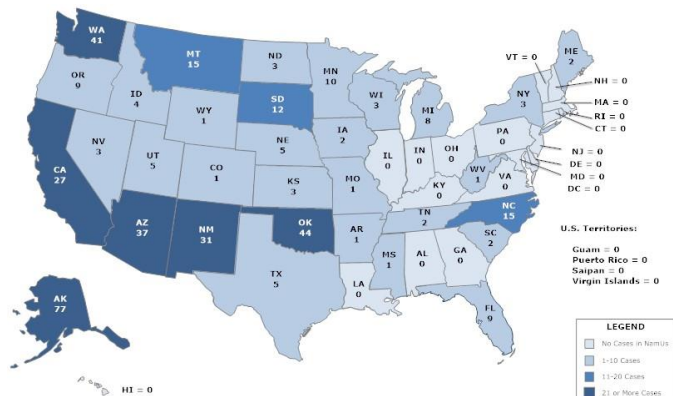 WA
41
OR
9
CA
27
NV
3
ID
4
MT
15
WY
1
UT
5
AZ
37
CO
1
NM
31
ND
3
SD
12
NE
5
KS
3
OK
44
TX
5
MN
10
IA
2
MO
1
AR
1
LA
0
WI
3
IL
0
MS
1
MI
8
IN
0
KY
0
TN
2
AL
0
OH
0
WV
1
GA
0
FL
9
SC
2
NC
15
VA
0
PA
0
NY
3
ME
2
VT = 0
NH = 0
MA = 0
RI = 0
CT = 0
NJ = 0
DE = 0
MD = 0
DC = 0
AK
77
HI = 0
U.S. Territories:
Guam = 0
Puerto Rico = 0
Saipan = 0
Virgin Islands = 0
LEGEND
No Cases in NamUs
1-10 Cases
11-20 Cases
21 or More Cases